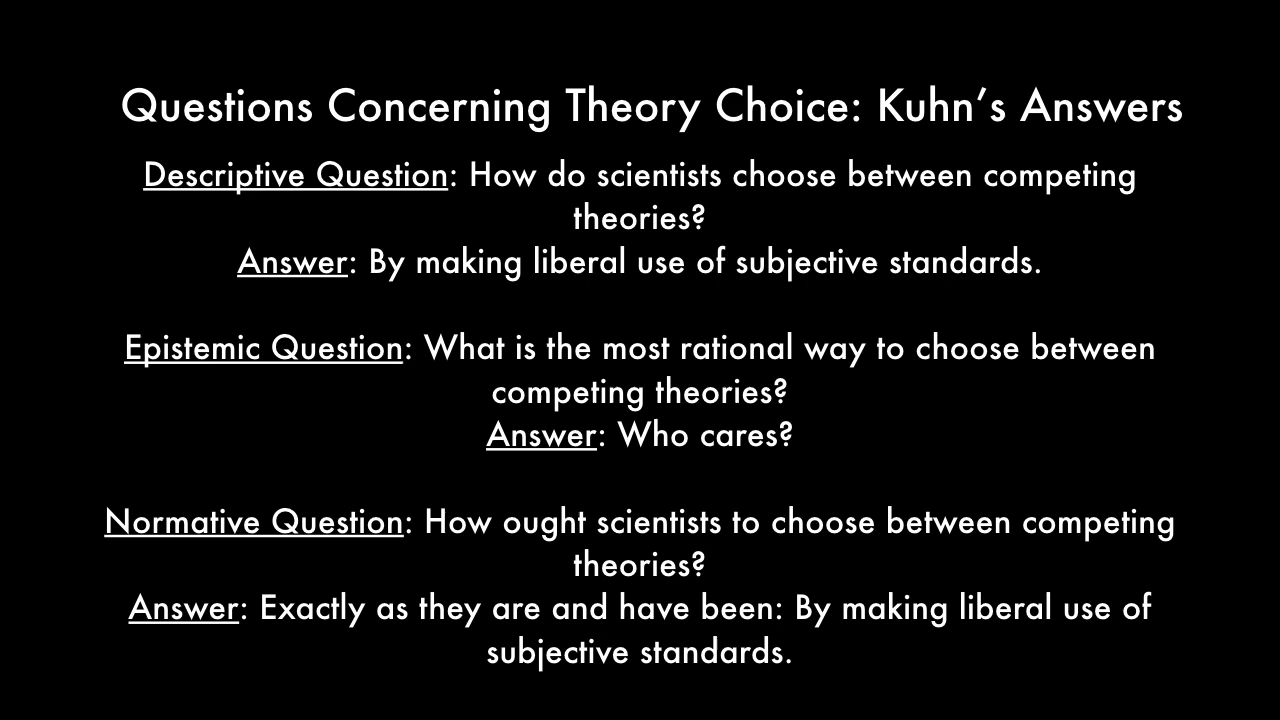 Questions Concerning Theory Choice: Kuhn’s Answers
Descriptive Question: How do scientists choose between competing
theories?
Answer: By making liberal use of subjective standards.
Epistemic Question: What is the most rational way to choose between
competing theories?
Answer: Who cares?
Normative Question: How ought scientists to choose between competing
theories?
Answer: Exactly as they are and have been: By making liberal use of
subjective standards.